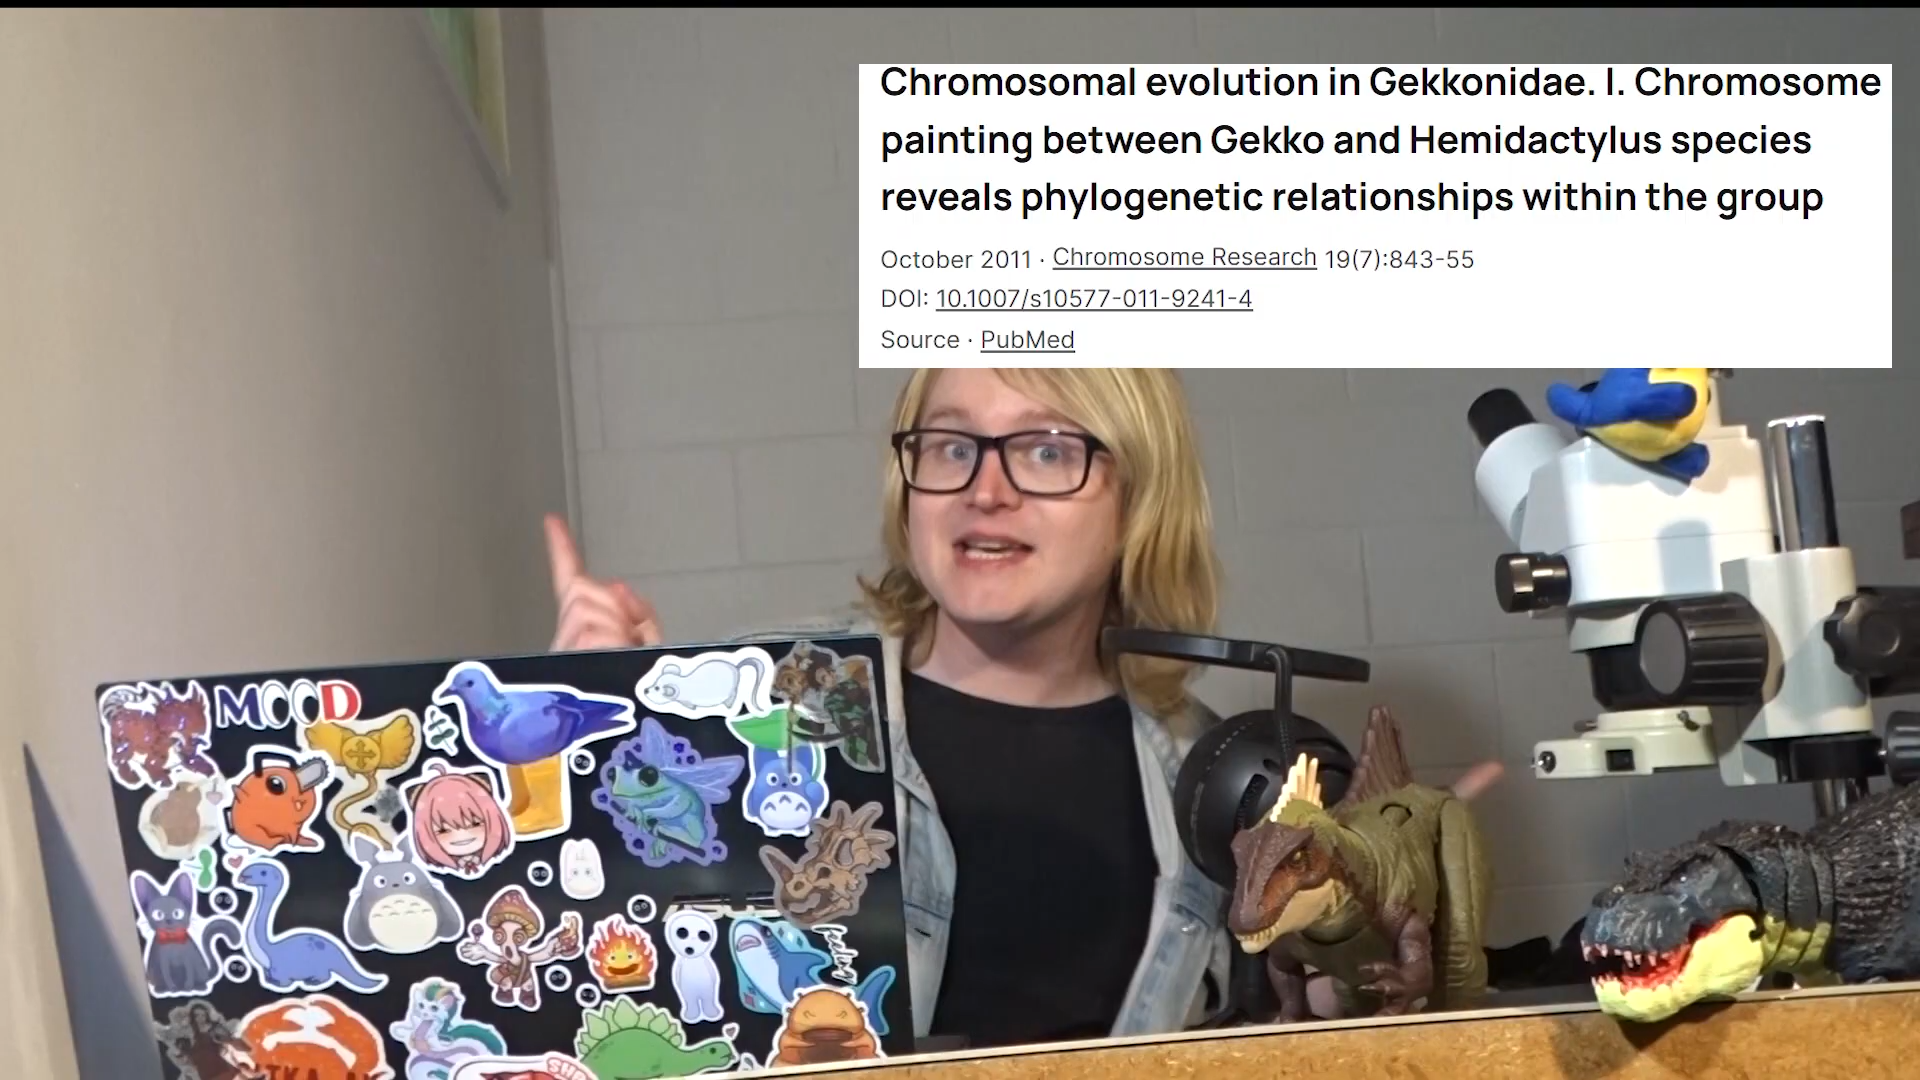 Chromosomal evolution in Gekkonidae. I. Chromosome
painting between Gekko and Hemidactylus species
reveals phylogenetic relationships within the group
October 2011 · Chromosome Research 19(7):843-55
DOI: 10.1007/s10577-011-9241-4
Source · PubMed
MOOD